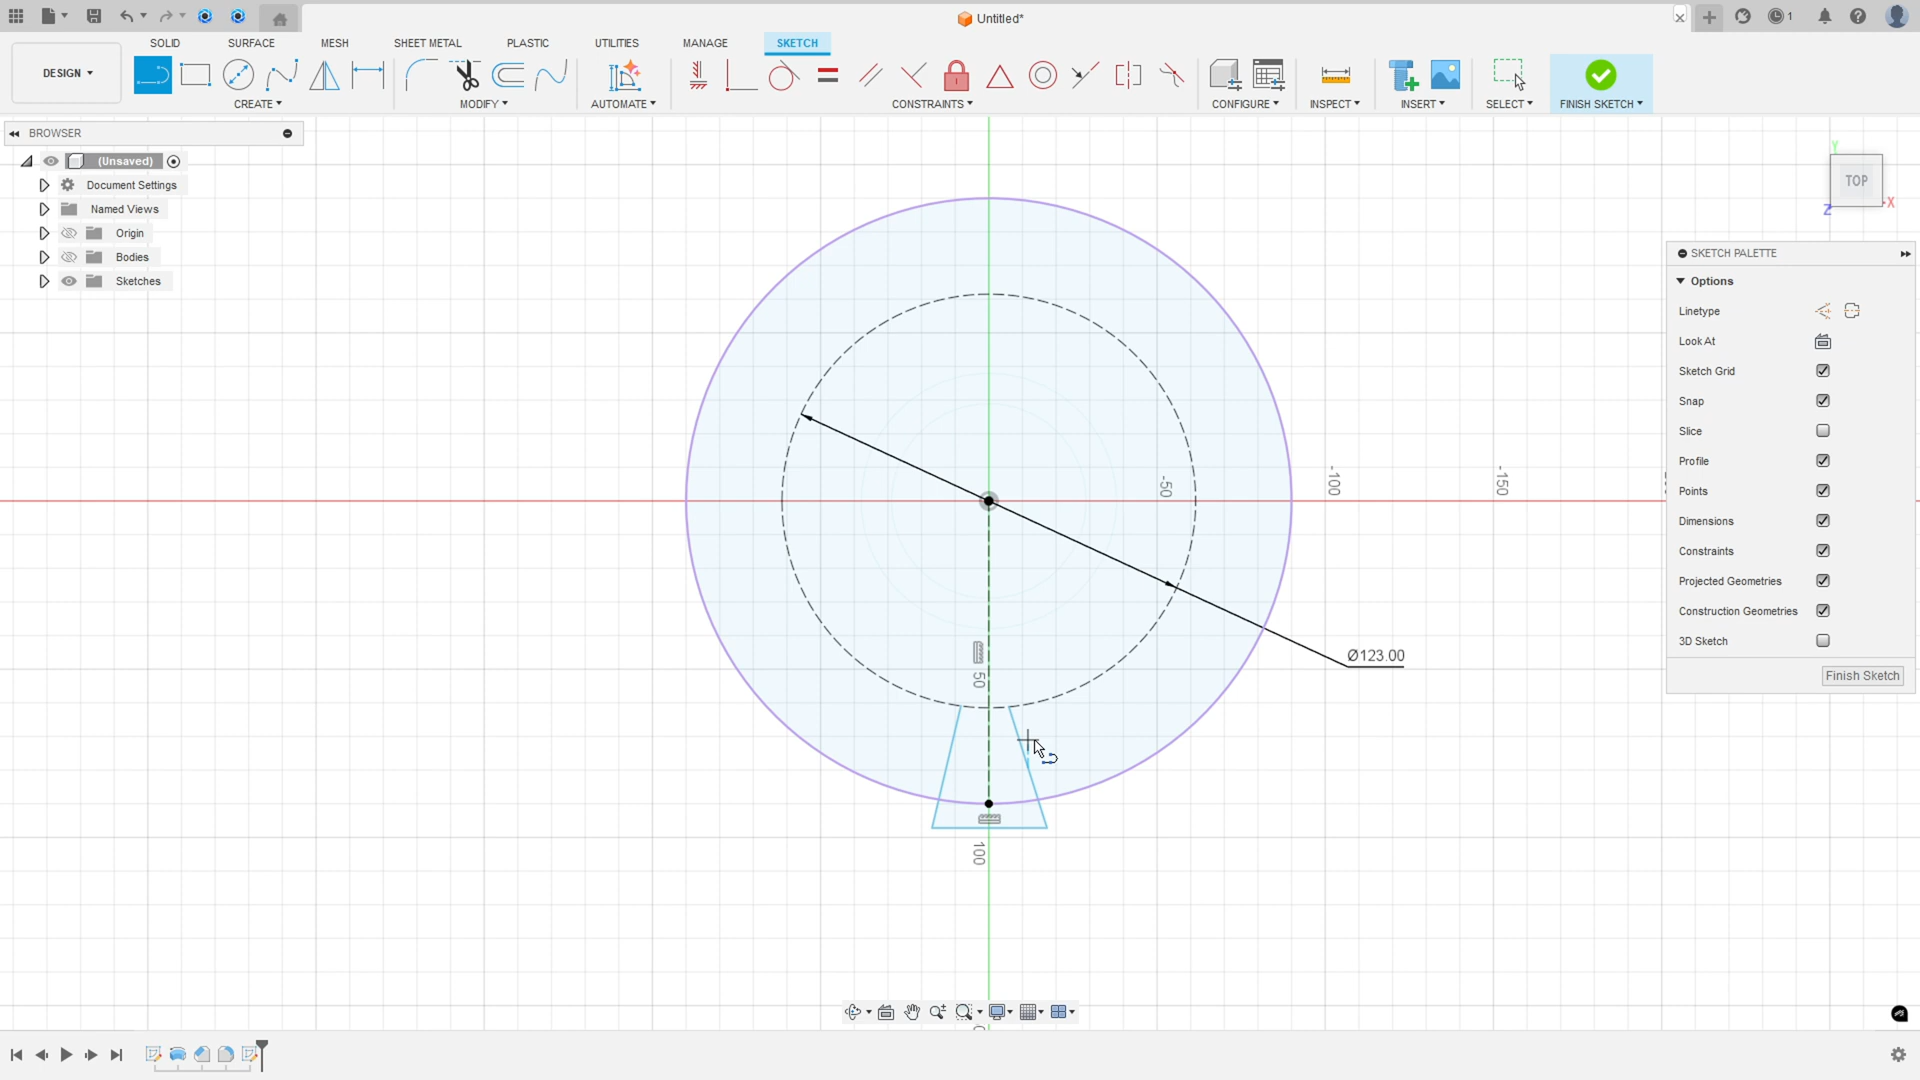 Untitled*
1
SOLID
SURFACE
MESH
SHEET METAL
PLASTIC
UTILITIES
MANAGE
SKETCH
DESIGN
CREATE
MODIFY
AUTOMATE
CONSTRAINTS
CONFIGURE
INSPECT
INSERT
SELECT
FINISH SKETCH
BROWSER
(Unsaved)
Document Settings
Named Views
Origin
Bodies
Sketches
Y
TOP
X
Z
SKETCH PALETTE
Options
Linetype
Look At
Sketch Grid
Snap
Slice
Profile
Points
Dimensions
Constraints
Projected Geometries
Construction Geometries
3D Sketch
Finish Sketch
-50
-100
-150
Ø123.00
50
100